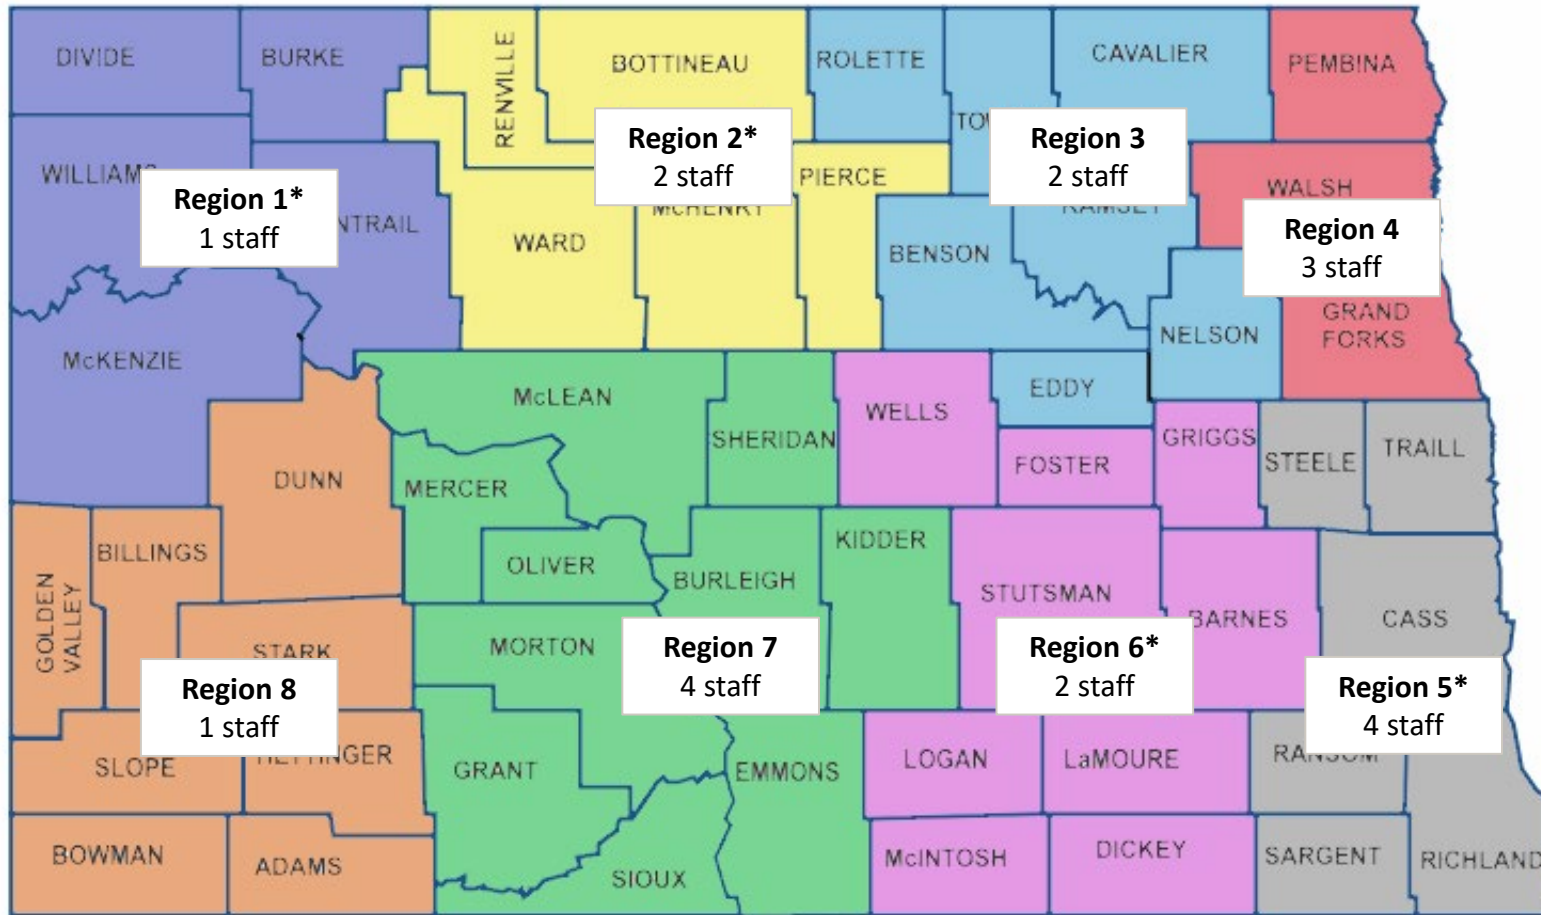 DIVIDE
BURKE
RENVILLE
BOTTINEAU
ROLETTE
CAVALIER
PEMBINA
Region 2*
2 staff
Region 3
2 staff
WILLIAMS
Region 1*
1 staff
PIERCE
WALSH
Region 4
3 staff
WARD
McHENRY
BENSON
RAMSEY
GRAND
FORKS
NELSON
McKENZIE
McLEAN
EDDY
WELLS
SHERIDAN
GRIGGS
STEELE
TRAILL
FOSTER
DUNN
MERCER
BILLINGS
KIDDER
OLIVER
BURLEIGH
STUTSMAN
GOLDEN
VALLEY
BARNES
CASS
MORTON
STARK
Region 7
4 staff
Region 6*
2 staff
Region 8
1 staff
Region 5*
4 staff
SLOPE
HETTINGER
GRANT
EMMONS
LOGAN
LaMOURE
RANSOM
BOWMAN
ADAMS
SIOUX
McINTOSH
DICKEY
SARGENT
RICHLAND